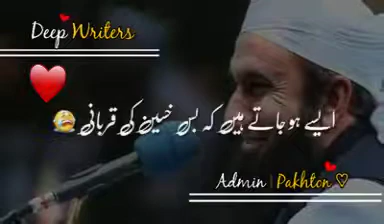 Deep Writers
ایسے ہو جاتے ہیں کہ بس حسینؓ کی قربانی
Admin Pakhton